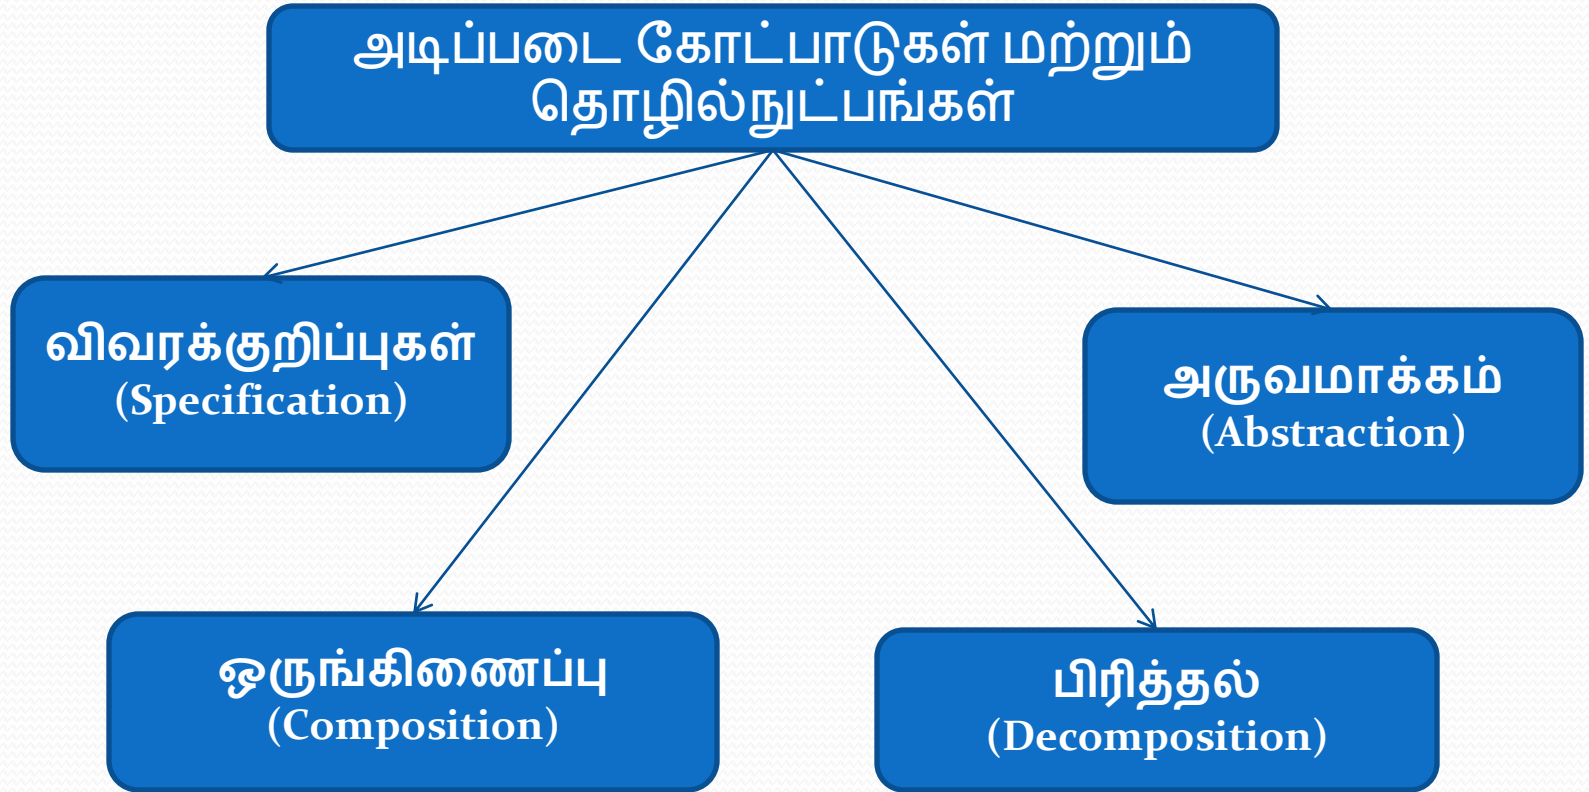 அடிப்படை கோட்பாடுகள் மற்றும்
தொழில்நுட்பங்கள்
விவரக்குறிப்புகள்
(Specification)
அருவமாக்கம்
(Abstraction)
ஒருங்கிணைப்பு
(Composition)
பிரித்தல்
(Decomposition)